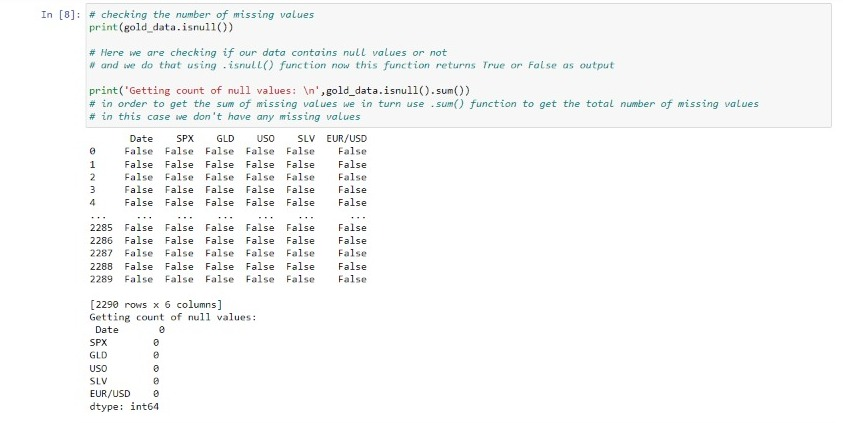 In [8]: # checking the number of missing values
print(gold_data.isnull())
# Here we are checking if our data contains null values or not
# and we do that using .isnull() function now this function returns True or False as output
print('Getting count of null values: \n',gold_data.isnull().sum())
# in order to get the sum of missing values we in turn use .sum() function to get the total number of missing values
# in this case we don't have any missing values
Date SPX GLD USO SLV EUR/USD
0 False False False False False False
1 False False False False False False
2 False False False False False False
3 False False False False False False
4 False False False False False False
... ... ... ... ... ... ...
2285 False False False False False False
2286 False False False False False False
2287 False False False False False False
2288 False False False False False False
2289 False False False False False False
[2290 rows x 6 columns]
Getting count of null values:
Date 0
SPX 0
GLD 0
USO 0
SLV 0
EUR/USD 0
dtype: int64